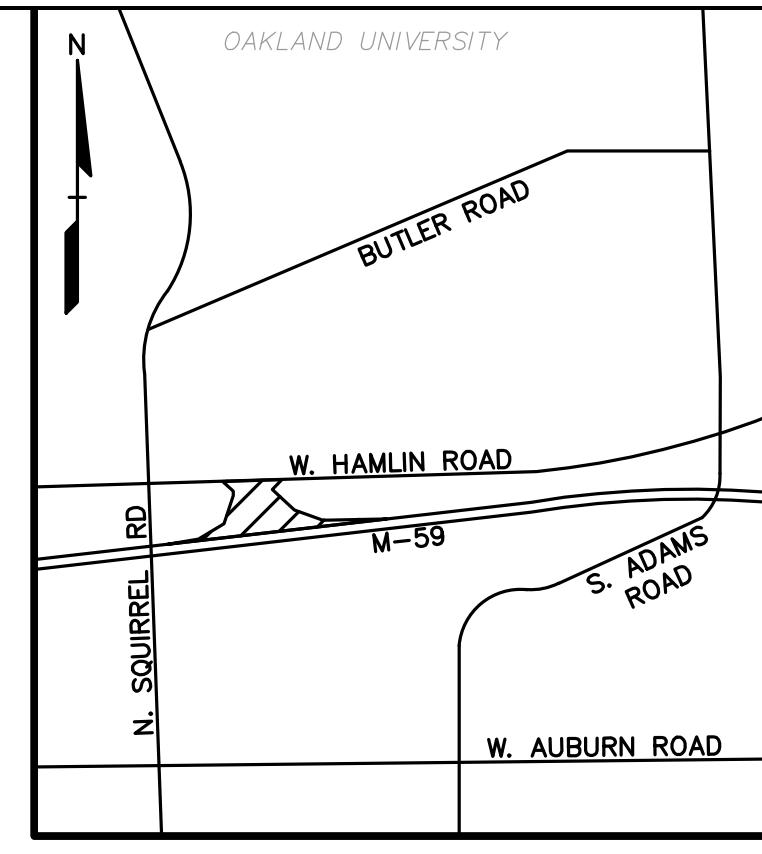 OAKLAND UNIVERSITY
N
BUTLER ROAD
W. HAMLIN ROAD
N. SQUIRREL RD
M-59
S. ADAMS
ROAD
W. AUBURN ROAD